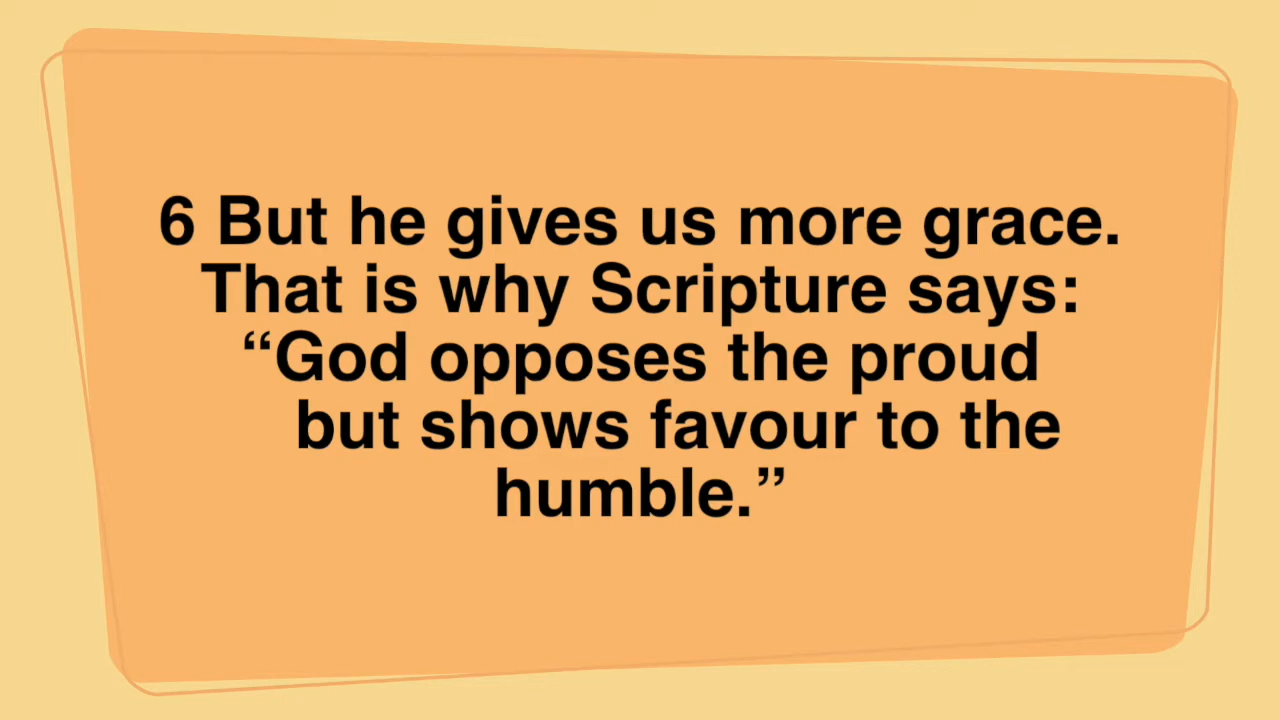 6 But he gives us more grace.
That is why Scripture says:
“God opposes the proud
but shows favour to the
humble.”